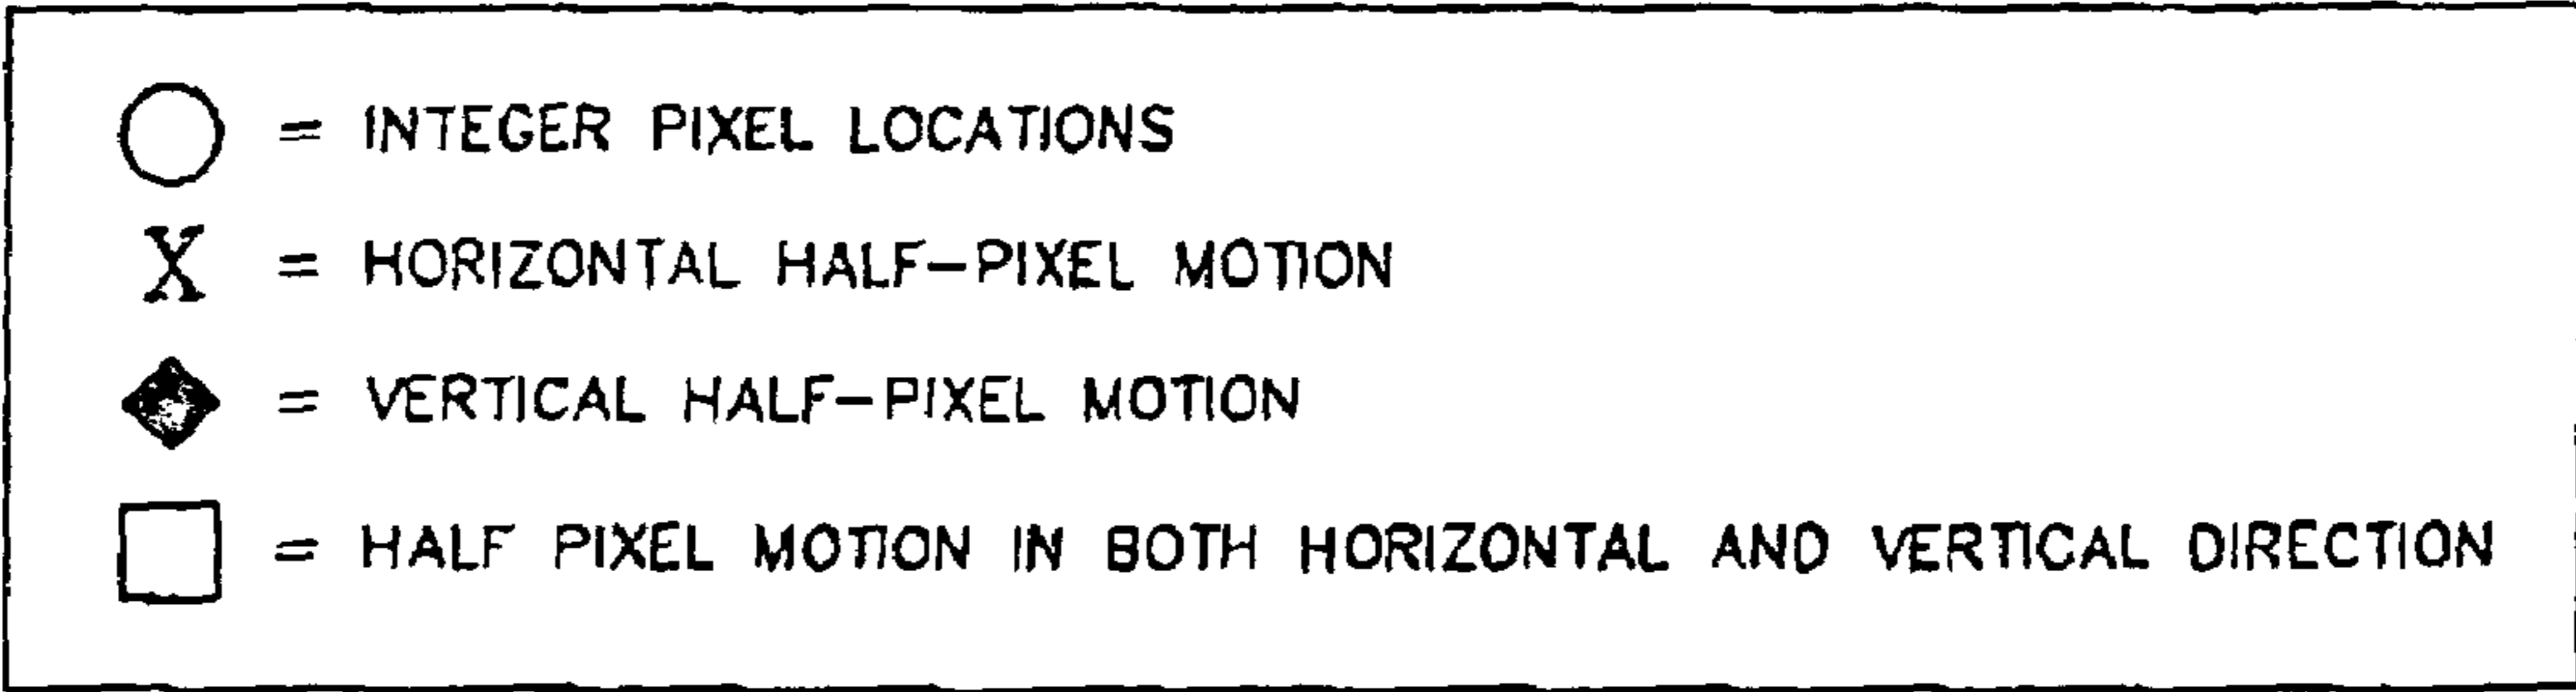 = INTEGER PIXEL LOCATIONS
X = HORIZONTAL HALF-PIXEL MOTION
= VERTICAL HALF-PIXEL MOTION
= HALF PIXEL MOTION IN BOTH HORIZONTAL AND VERTICAL DIRECTION